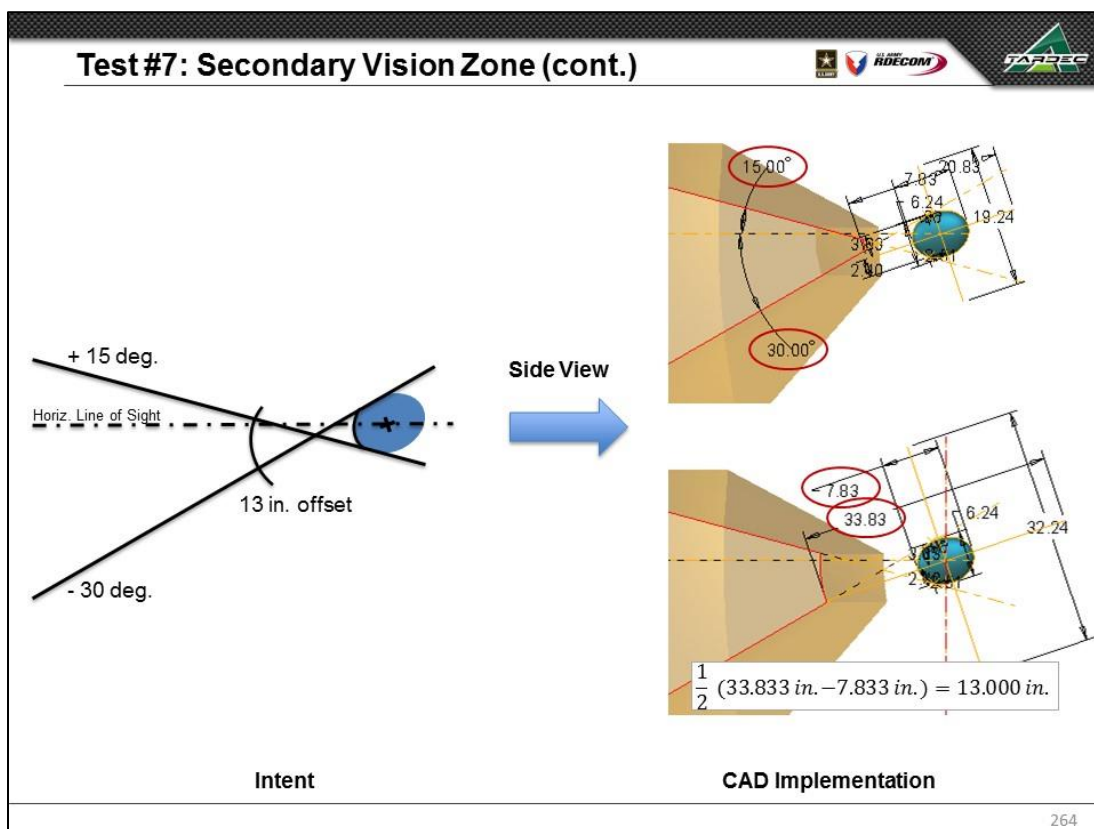 Test #7: Secondary Vision Zone (cont.)
U.S. ARMY
RDECOM
TARDEC
+ 15 deg.
Horiz. Line of Sight
13 in. offset
- 30 deg.
Side View
15.00°
30.00°
7.83
20.83
6.24
19.24
3.63
2.40
7.83
33.83
6.24
32.24
1/2 (33.833 in. − 7.833 in.) = 13.000 in.
Intent
CAD Implementation
264